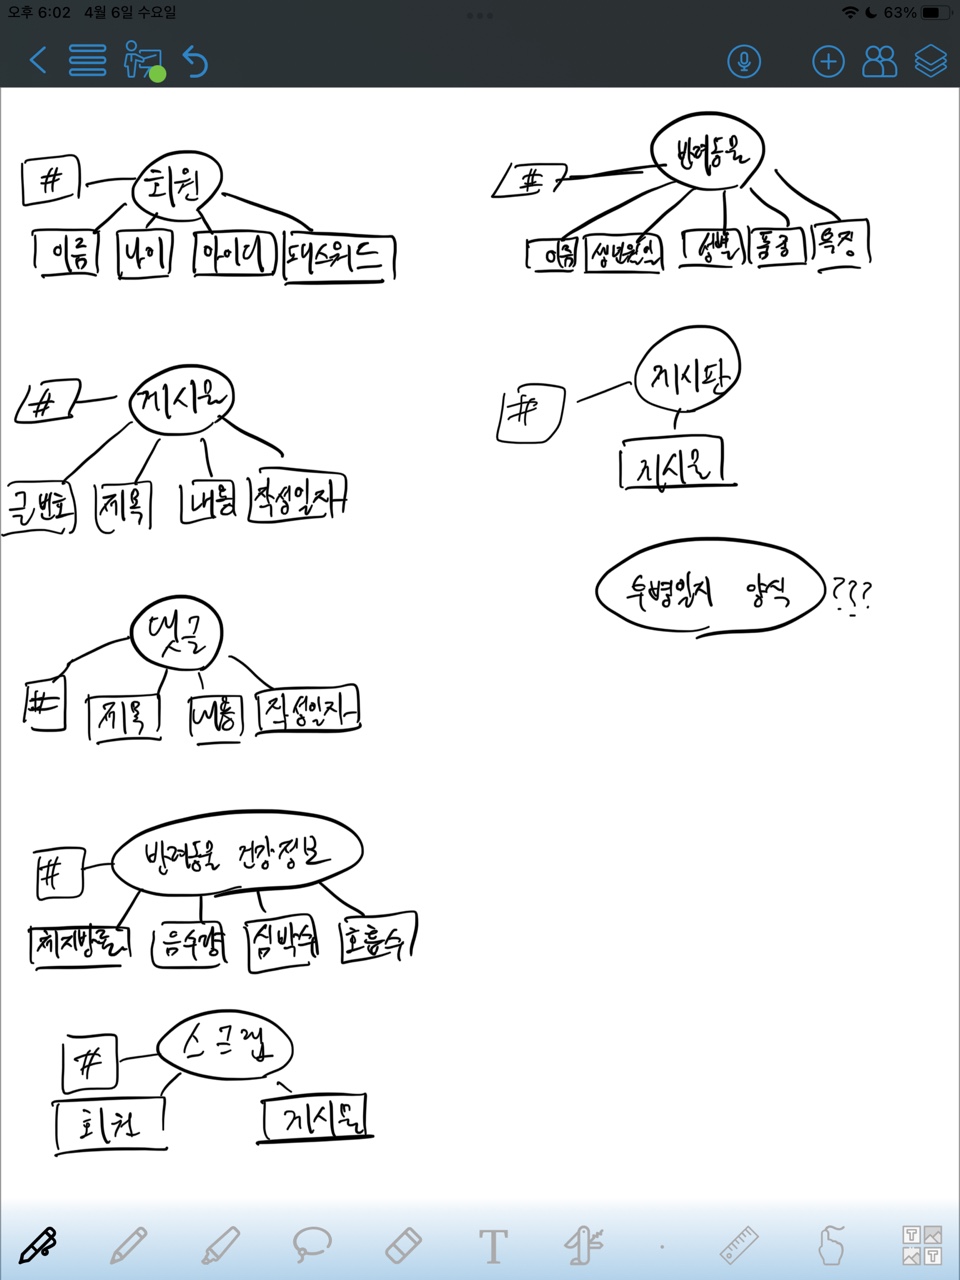 오후 6:02 4월 6일 수요일
63%
# 회원
이름 나이 아이디 패스워드
# 반려동물
이름 생년월일 성별 품종 특징
# 게시물
글번호 제목 내용 작성일자
# 게시판
게시물
투병일지 양식 ???
댓글
# 제목 내용 작성일자
# 반려동물 건강정보
체지방률 음수량 심박수 호흡수
# 스크랩
회원 게시물
T